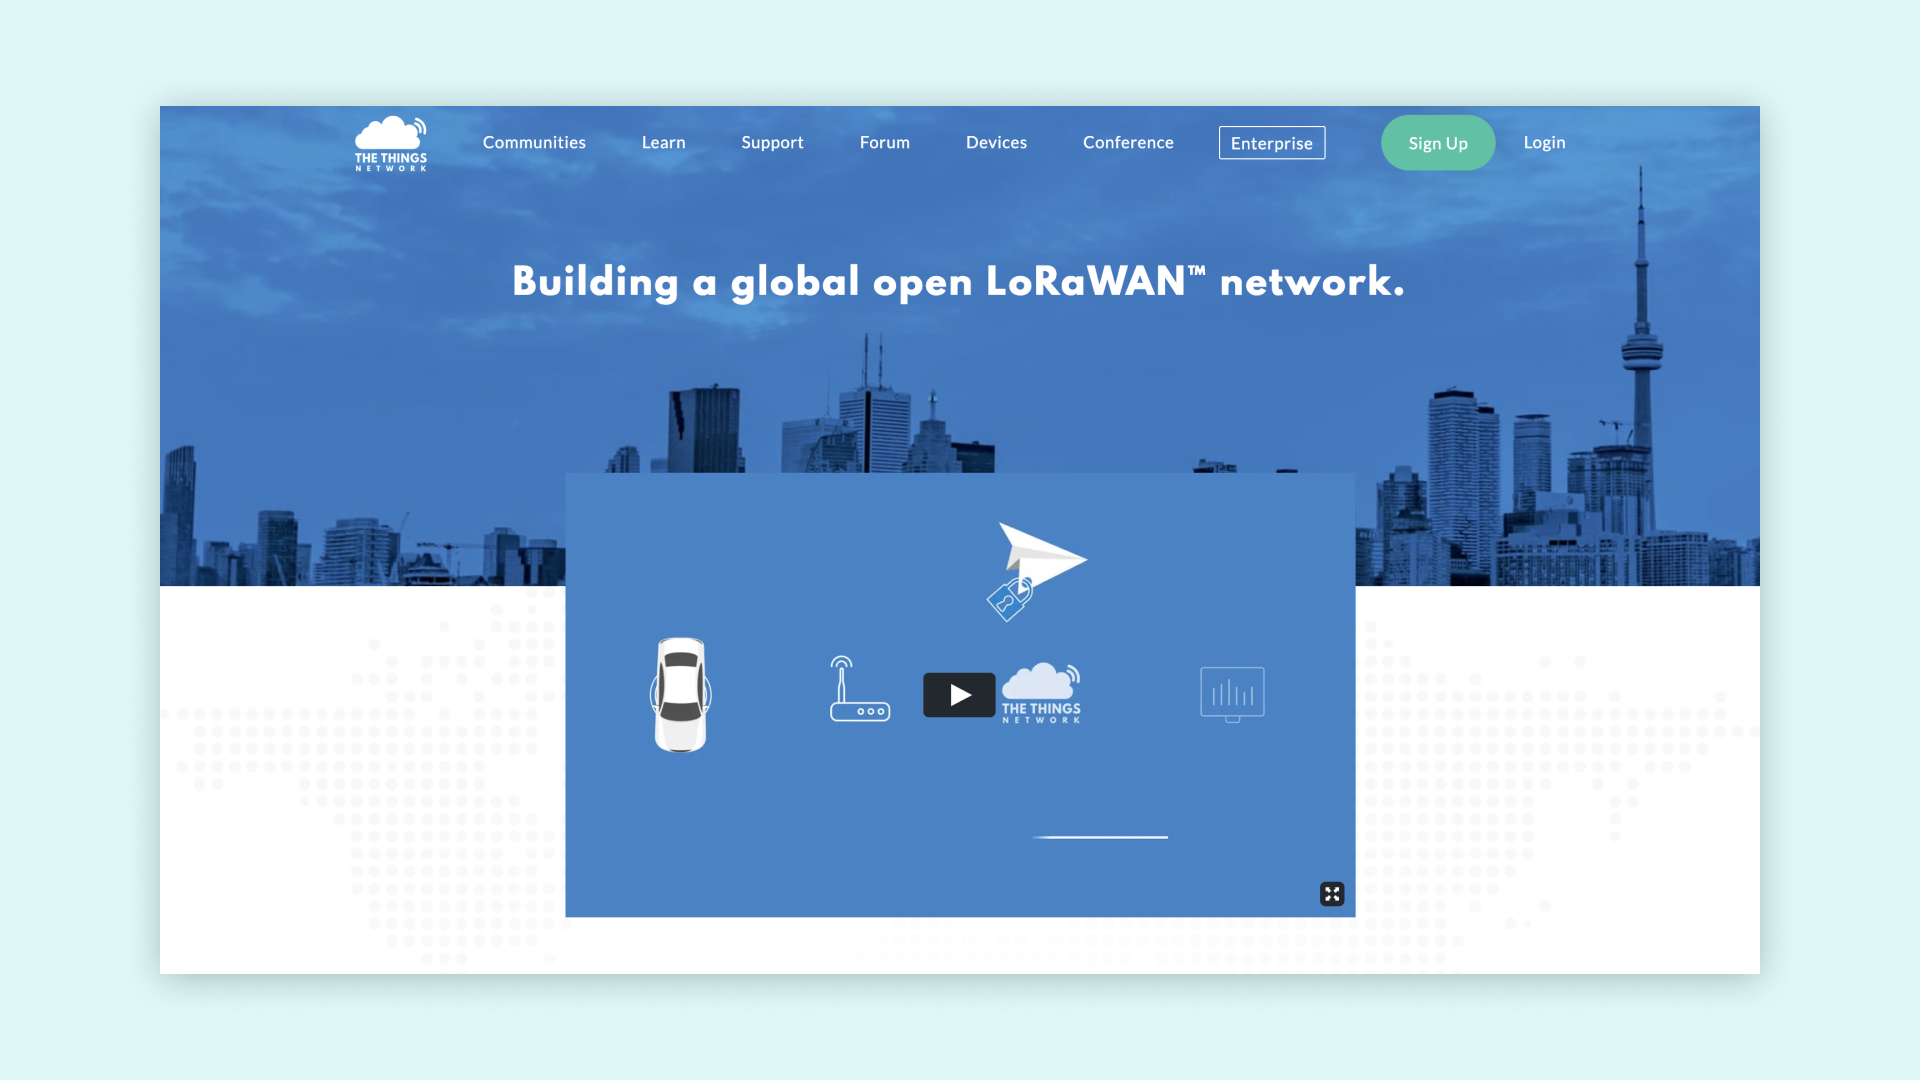 THE THINGS
NETWORK
Communities
Learn
Support
Forum
Devices
Conference
Enterprise
Sign Up
Login
Building a global open LoRaWAN™ network.
THE THINGS
NETWORK